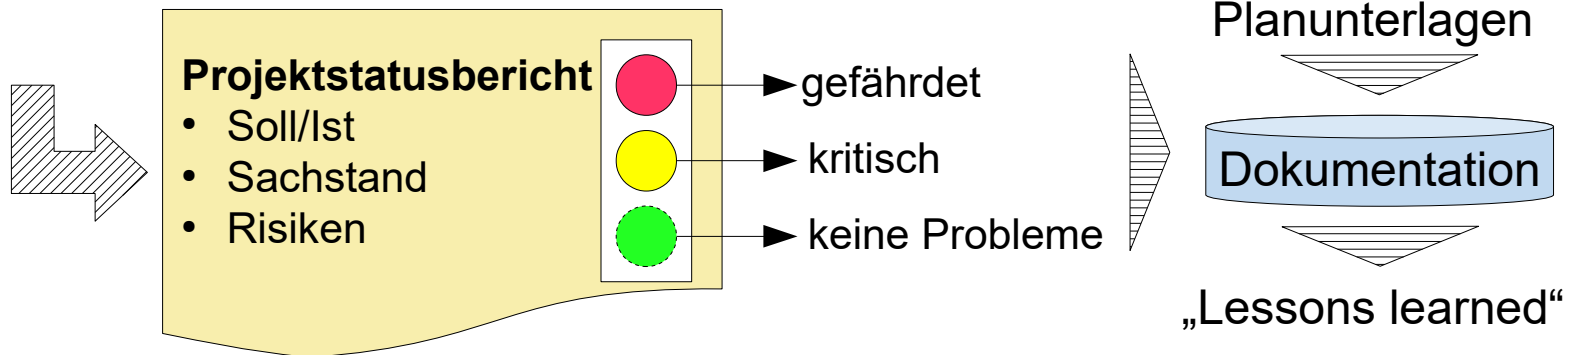 Projektstatusbericht
• Soll/Ist
• Sachstand
• Risiken
gefährdet
kritisch
keine Probleme
Planunterlagen
Dokumentation
„Lessons learned“